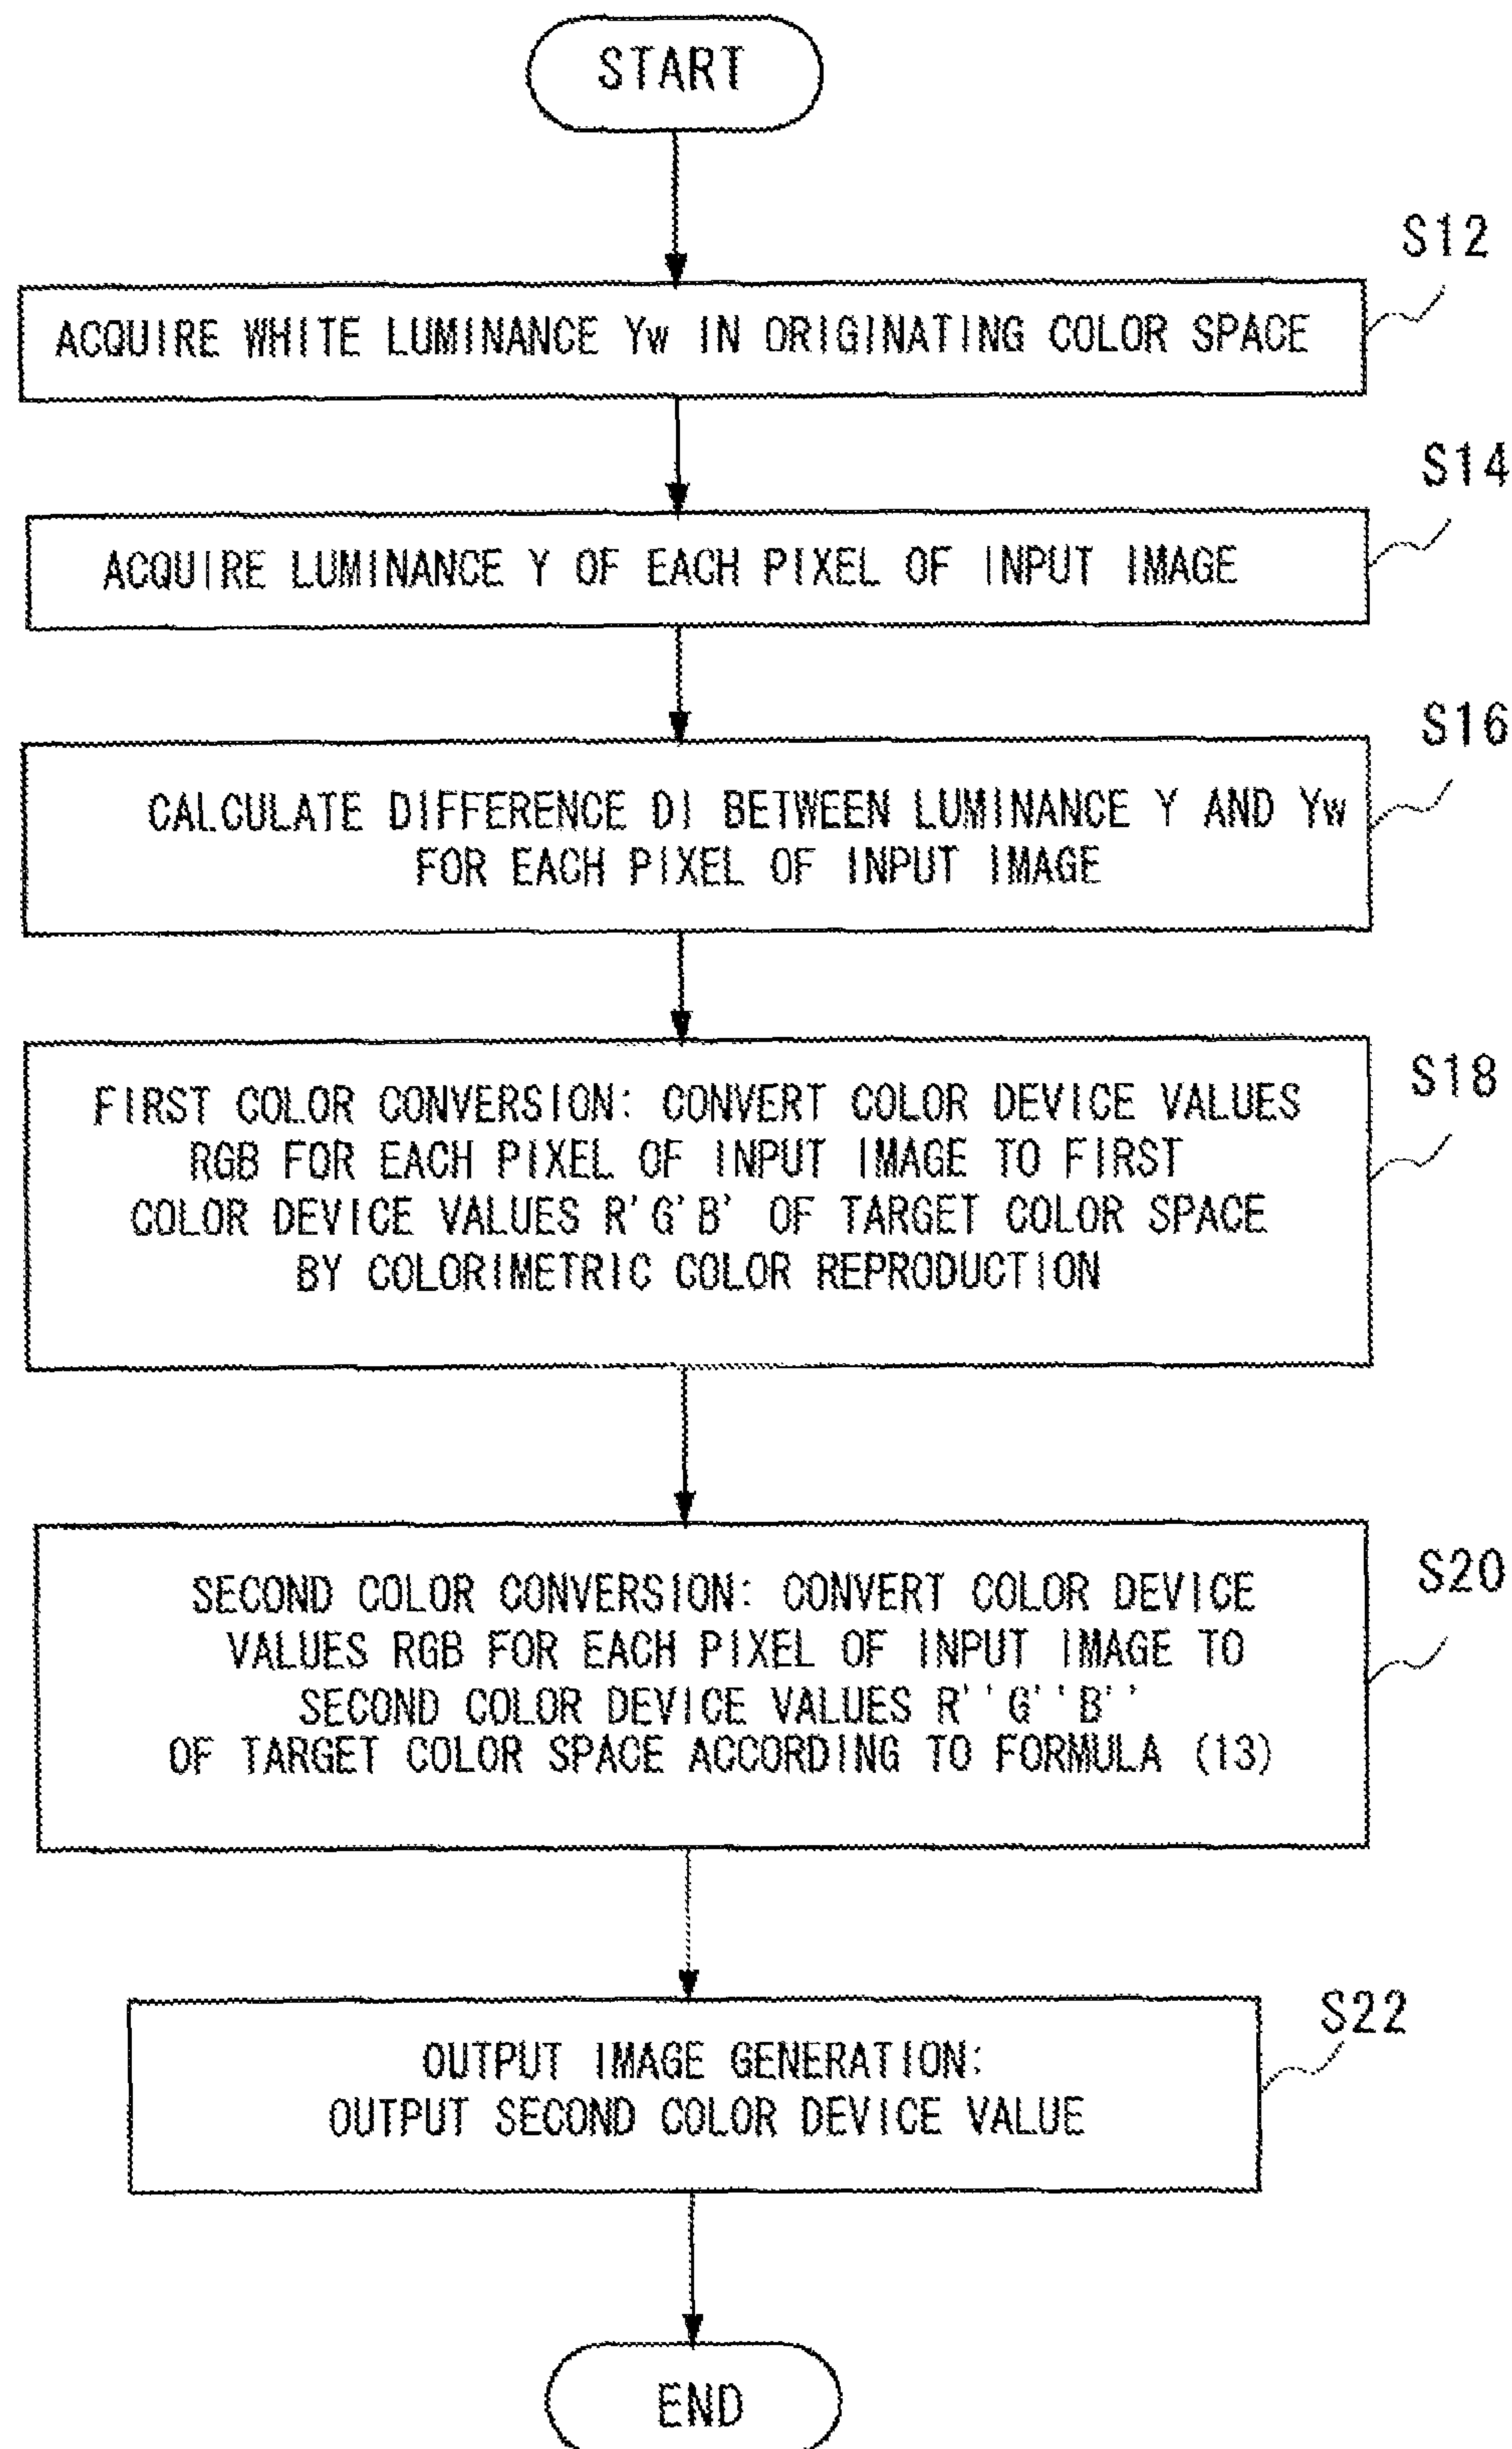 START
S12
ACQUIRE WHITE LUMINANCE Yw IN ORIGINATING COLOR SPACE
S14
ACQUIRE LUMINANCE Y OF EACH PIXEL OF INPUT IMAGE
S16
CALCULATE DIFFERENCE DI BETWEEN LUMINANCE Y AND Yw
FOR EACH PIXEL OF INPUT IMAGE
S18
FIRST COLOR CONVERSION: CONVERT COLOR DEVICE VALUES
RGB FOR EACH PIXEL OF INPUT IMAGE TO FIRST
COLOR DEVICE VALUES R'G'B' OF TARGET COLOR SPACE
BY COLORIMETRIC COLOR REPRODUCTION
S20
SECOND COLOR CONVERSION: CONVERT COLOR DEVICE
VALUES RGB FOR EACH PIXEL OF INPUT IMAGE TO
SECOND COLOR DEVICE VALUES R''G''B''
OF TARGET COLOR SPACE ACCORDING TO FORMULA (13)
S22
OUTPUT IMAGE GENERATION:
OUTPUT SECOND COLOR DEVICE VALUE
END